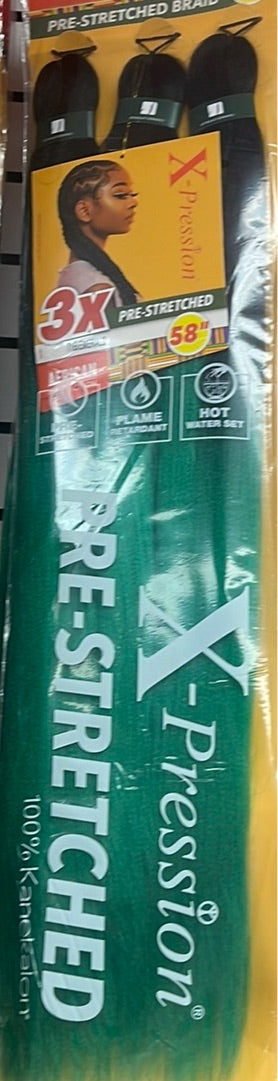 PRE-STRETCHED BRAID
X-Pression
3X
PRE-STRETCHED
58"
AFRICAN
FLAME
RETARDANT
HOT
WATER SET
PRE-STRETCHED
X-Pression®
100% Kanekalon